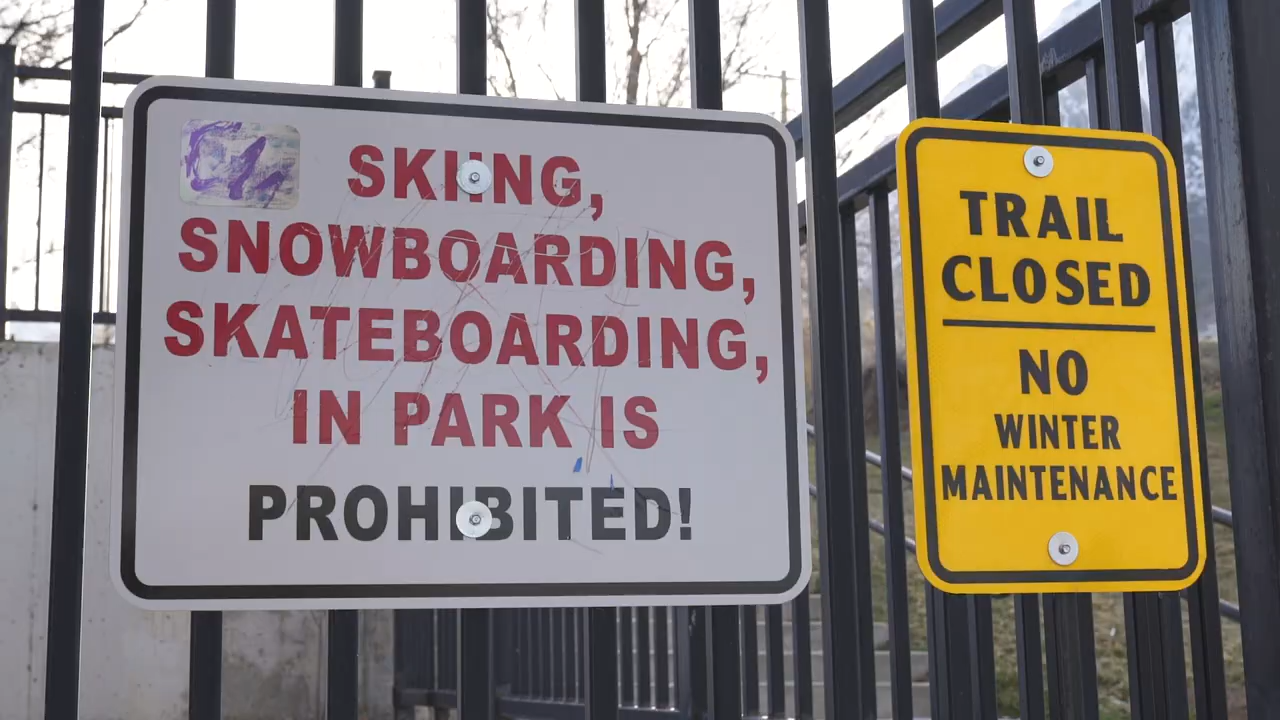 SKIING,
SNOWBOARDING,
SKATEBOARDING,
IN PARK IS
PROHIBITED!
TRAIL
CLOSED
NO
WINTER
MAINTENANCE